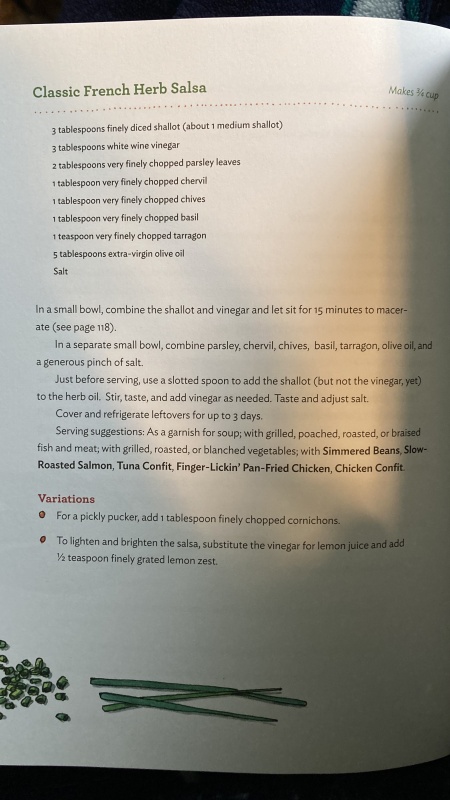 Classic French Herb Salsa
Makes ¾ cup
3 tablespoons finely diced shallot (about 1 medium shallot)
3 tablespoons white wine vinegar
2 tablespoons very finely chopped parsley leaves
1 tablespoon very finely chopped chervil
1 tablespoon very finely chopped chives
1 tablespoon very finely chopped basil
1 teaspoon very finely chopped tarragon
5 tablespoons extra-virgin olive oil
Salt
In a small bowl, combine the shallot and vinegar and let sit for 15 minutes to macer-
ate (see page 118).
In a separate small bowl, combine parsley, chervil, chives, basil, tarragon, olive oil, and
a generous pinch of salt.
Just before serving, use a slotted spoon to add the shallot (but not the vinegar, yet)
to the herb oil. Stir, taste, and add vinegar as needed. Taste and adjust salt.
Cover and refrigerate leftovers for up to 3 days.
Serving suggestions: As a garnish for soup; with grilled, poached, roasted, or braised
fish and meat; with grilled, roasted, or blanched vegetables; with Simmered Beans, Slow-
Roasted Salmon, Tuna Confit, Finger-Lickin' Pan-Fried Chicken, Chicken Confit.
Variations
For a pickly pucker, add 1 tablespoon finely chopped cornichons.
To lighten and brighten the salsa, substitute the vinegar for lemon juice and add
½ teaspoon finely grated lemon zest.